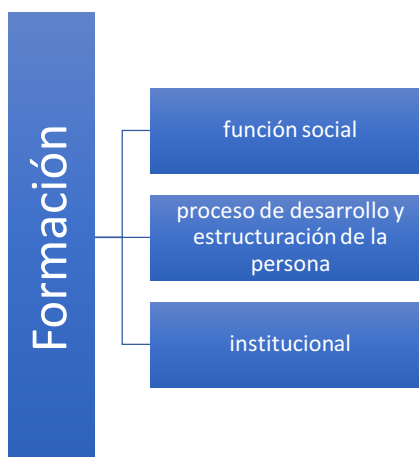 Formación
función social
proceso de desarrollo y
estructuración de la
persona
institucional